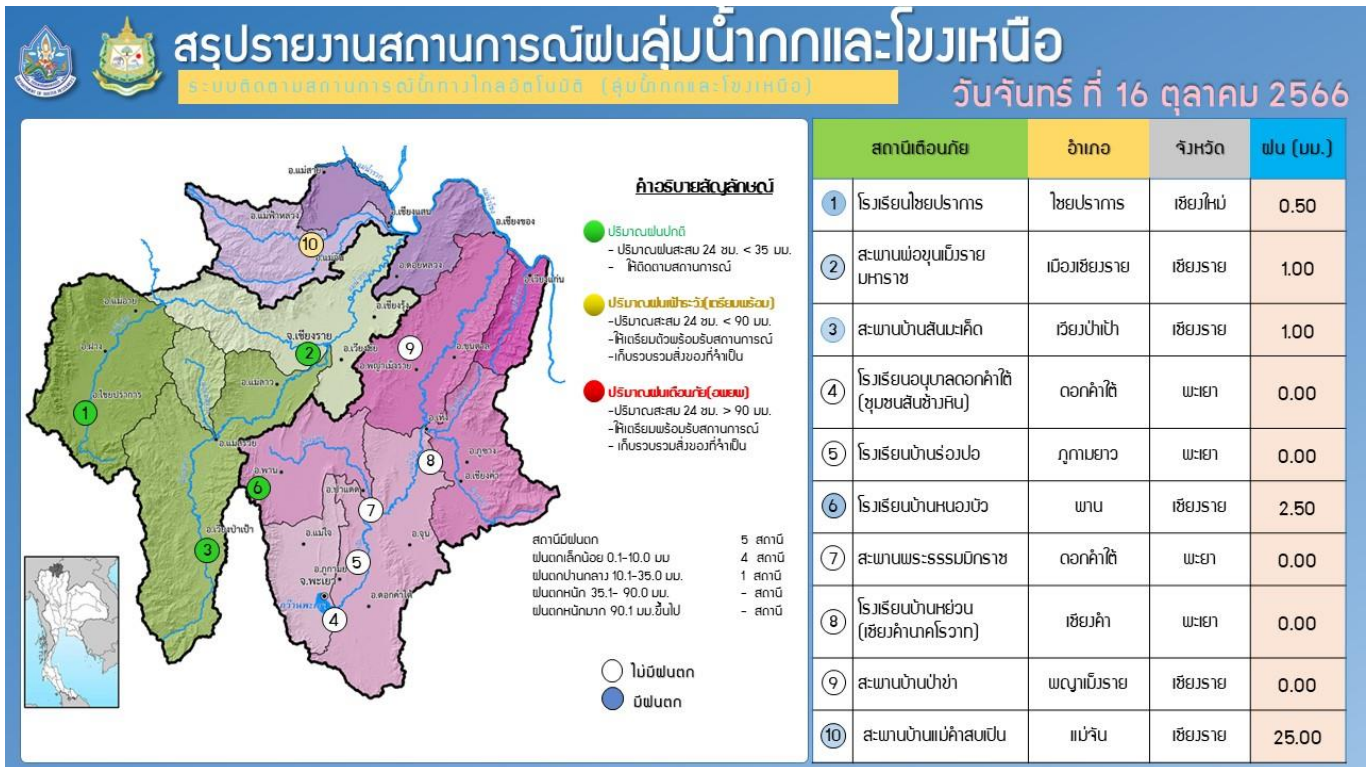 สรุปรายงานสถานการณ์ฝนลุ่มน้ำกกและโขงเหนือ
ระบบติดตามสถานการณ์น้ำทางไกลอัตโนมัติ (ลุ่มน้ำกกและโขงเหนือ)
วันจันทร์ ที่ 16 ตุลาคม 2566
คำอธิบายสัญลักษณ์
ปริมาณฝนปกติ
- ปริมาณฝนสะสม 24 ชม. < 35 มม.
- ให้ติดตามสถานการณ์
ปริมาณฝนเฝ้าระวัง(เตรียมพร้อม)
-ปริมาณสะสม 24 ชม. < 90 มม.
-ให้เตรียมตัวพร้อมรับสถานการณ์
-เก็บรวบรวมสิ่งของที่จำเป็น
ปริมาณฝนเตือนภัย(อพยพ)
-ปริมาณสะสม 24 ชม. > 90 มม.
-ให้เตรียมพร้อมรับสถานการณ์
- เก็บรวบรวมสิ่งของที่จำเป็น
อ.แม่สาย
อ.แม่ฟ้าหลวง
อ.เชียงแสน
อ.เชียงของ
10
อ.แม่จัน
อ.ดอยหลวง
อ.เวียงแก่น
อ.แม่อาย
อ.เชียงรุ้ง
จ.เชียงราย
อ.ฝาง
2
อ.เวียงชัย
9
อ.ขุนตาล
อ.พญาเม็งราย
อ.แม่ลาว
อ.ไชยปราการ
1
อ.เทิง
อ.แม่สรวย
อ.ภูซาง
8
อ.พาน
อ.เชียงคำ
6
อ.ป่าแดด
7
อ.เวียงป่าเป้า
อ.แม่ใจ
อ.จุน
3
5
จ.พะเยา
อ.ดอกคำใต้
กว๊านพะเยา
4
สถานีมีฝนตก 5 สถานี
ฝนตกเล็กน้อย 0.1-10.0 มม 4 สถานี
ฝนตกปานกลาง 10.1-35.0 มม. 1 สถานี
ฝนตกหนัก 35.1- 90.0 มม. - สถานี
ฝนตกหนักมาก 90.1 มม.ขึ้นไป - สถานี
ไม่มีฝนตก
มีฝนตก
สถานีเตือนภัย อำเภอ จังหวัด ฝน (มม.)
1 โรงเรียนไชยปราการ ไชยปราการ เชียงใหม่ 0.50
2 สะพานพ่อขุนเม็งราย
มหาราช เมืองเชียงราย เชียงราย 1.00
3 สะพานบ้านสันมะเค็ด เวียงป่าเป้า เชียงราย 1.00
4 โรงเรียนอนุบาลดอกคำใต้
(ชุมชนสันช้างหิน) ดอกคำใต้ พะเยา 0.00
5 โรงเรียนบ้านร่องปอ ภูกามยาว พะเยา 0.00
6 โรงเรียนบ้านหนองบัว พาน เชียงราย 2.50
7 สะพานพระธรรมมิกราช ดอกคำใต้ พะยา 0.00
8 โรงเรียนบ้านหย่วน
(เชียงคำนาคโรวาท) เชียงคำ พะเยา 0.00
9 สะพานบ้านป่าข่า พญาเม็งราย เชียงราย 0.00
10 สะพานบ้านแม่คำสบเปิน แม่จัน เชียงราย 25.00